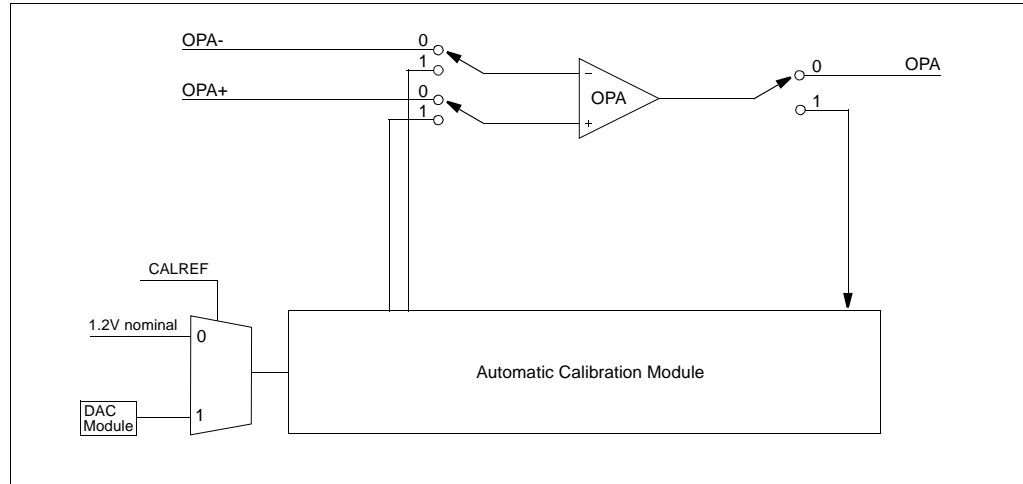 OPA-
0
1
OPA+
0
1
−
OPA
+
0
OPA
1
CALREF
1.2V nominal
0
DAC
Module
1
Automatic Calibration Module